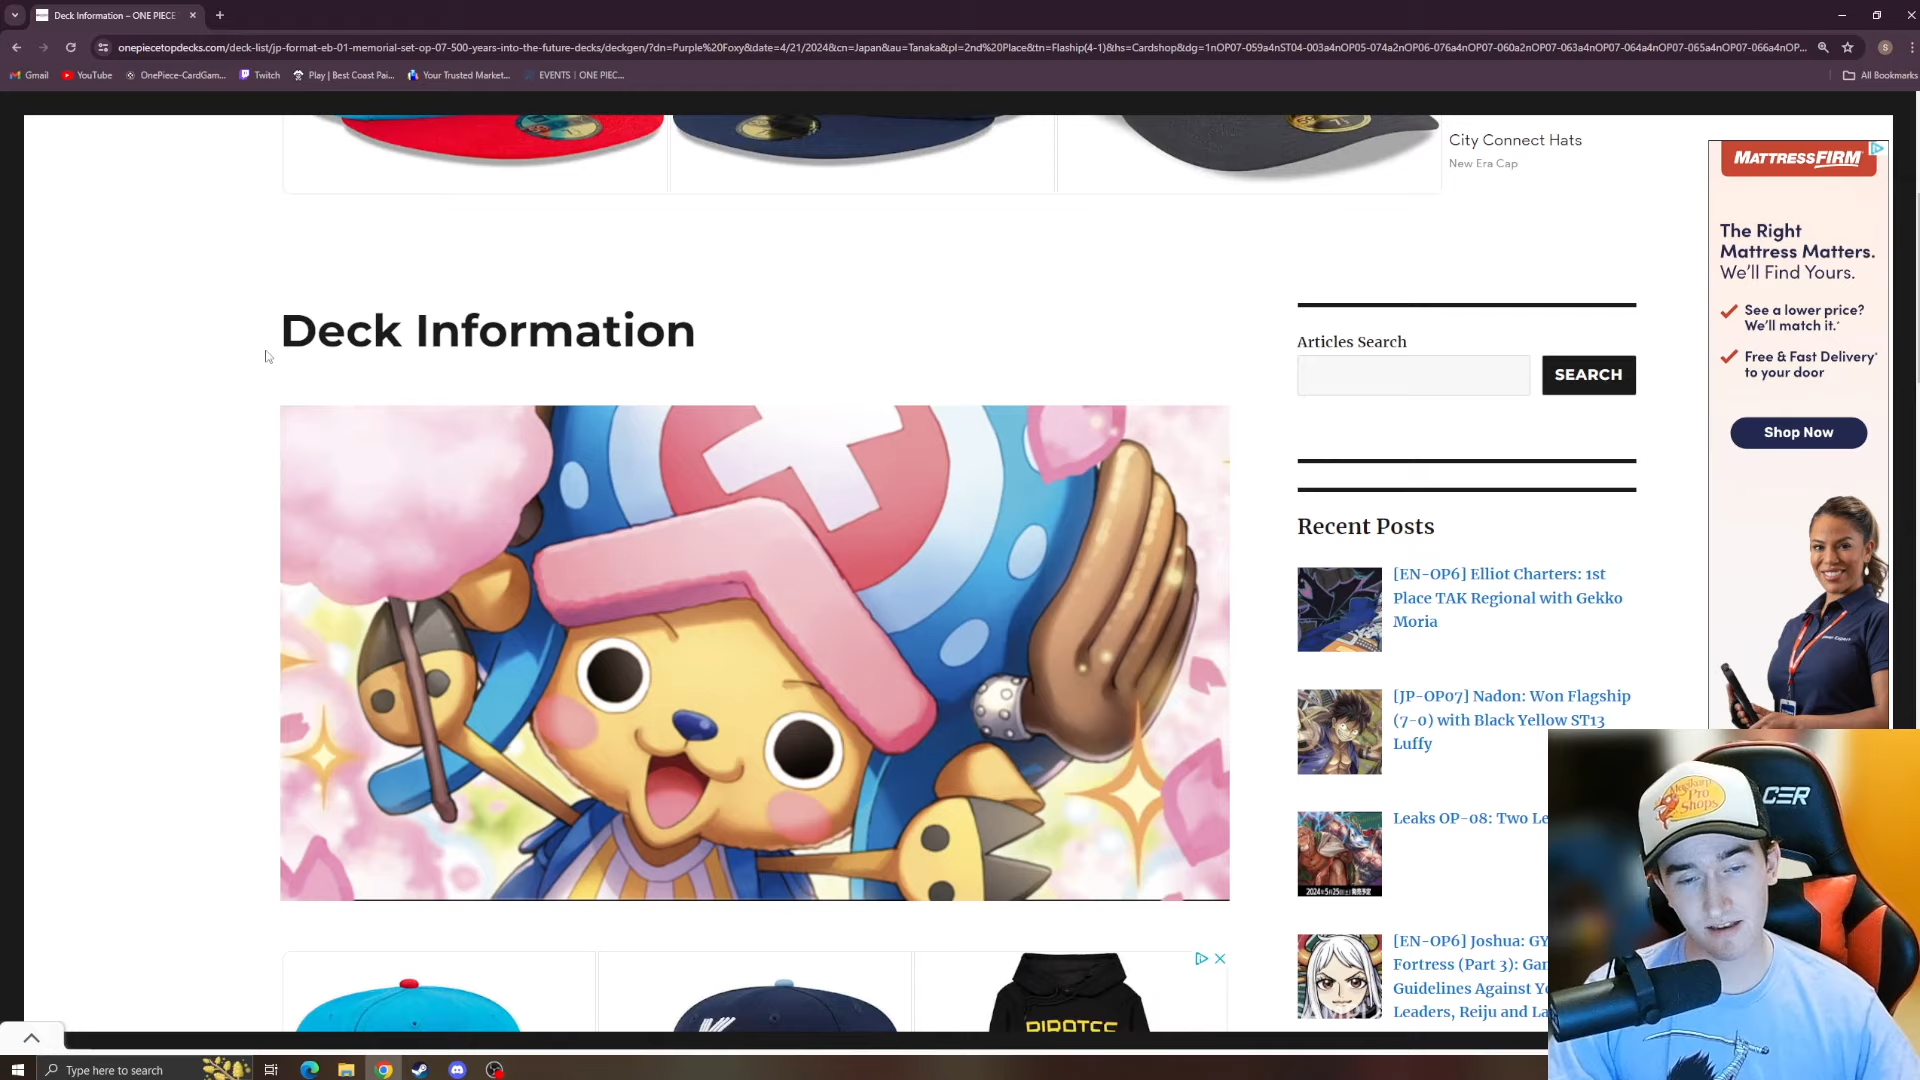 Deck Information – ONE PIECE
onepiecetopdecks.com/deck-list/jp-format-eb-01-memorial-set-op-07-500-years-into-the-future-decks/deckgen/?dn=Purple%20Foxy&date=4/21/2024&cn=Japan&au=Tanaka&pl=2nd%20Place&tn=Flaship(4-1)&hs=Cardshop&dg=1nOP07-059a4nST04-003a4nOP05-074a2nOP06-076a4nOP07-060a2nOP07-063a4nOP07-064a4nOP07-065a4nOP07-066a4nOP...
S
Gmail
YouTube
OnePiece-CardGam...
Twitch
Play | Best Coast Pai...
Your Trusted Market...
EVENTS | ONE PIEC...
All Bookmarks
City Connect Hats
New Era Cap
MATTRESSFIRM
The Right
Mattress Matters.
We'll Find Yours.
See a lower price?
We'll match it.*
Free & Fast Delivery*
to your door
Shop Now
Deck Information
Articles Search
SEARCH
Recent Posts
[EN-OP6] Elliot Charters: 1st
Place TAK Regional with Gekko
Moria
[JP-OP07] Nadon: Won Flagship
(7-0) with Black Yellow ST13
Luffy
Leaks OP-08: Two Le
[EN-OP6] Joshua: GY
Fortress (Part 3): Gam
Guidelines Against Yo
Leaders, Reiju and La
Magikarp
Pro Shops
CER
Type here to search